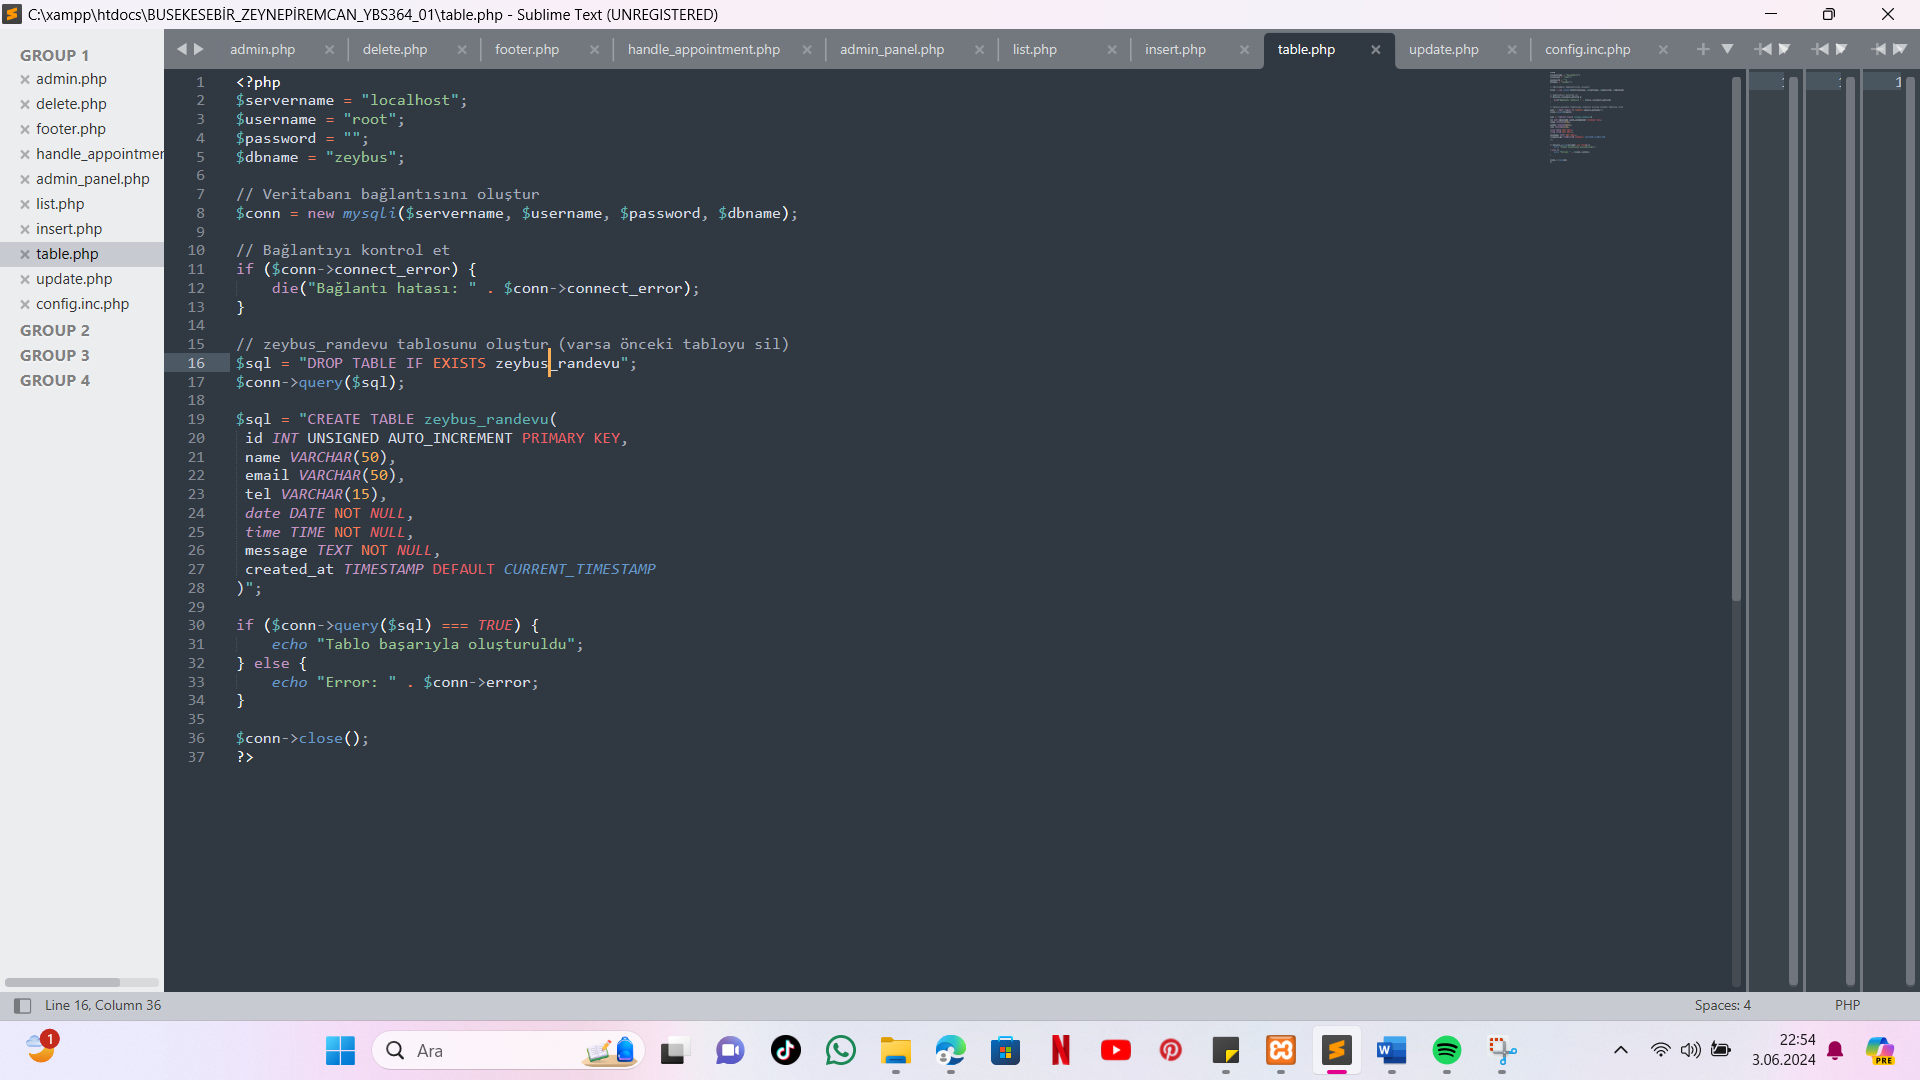 C:\xampp\htdocs\BUSEKESEBİR_ZEYNEPİREMCAN_YBS364_01\table.php - Sublime Text (UNREGISTERED)
admin.php
delete.php
footer.php
handle_appointment.php
admin_panel.php
list.php
insert.php
table.php
update.php
config.inc.php
GROUP 1
admin.php
delete.php
footer.php
handle_appointmen
admin_panel.php
list.php
insert.php
table.php
update.php
config.inc.php
GROUP 2
GROUP 3
GROUP 4
1 <?php
2 $servername = "localhost";
3 $username = "root";
4 $password = "";
5 $dbname = "zeybus";
6
7 // Veritabanı bağlantısını oluştur
8 $conn = new mysqli($servername, $username, $password, $dbname);
9
10 // Bağlantıyı kontrol et
11 if ($conn->connect_error) {
12 die("Bağlantı hatası: " . $conn->connect_error);
13 }
14
15 // zeybus_randevu tablosunu oluştur (varsa önceki tabloyu sil)
16 $sql = "DROP TABLE IF EXISTS zeybus_randevu";
17 $conn->query($sql);
18
19 $sql = "CREATE TABLE zeybus_randevu(
20 id INT UNSIGNED AUTO_INCREMENT PRIMARY KEY,
21 name VARCHAR(50),
22 email VARCHAR(50),
23 tel VARCHAR(15),
24 date DATE NOT NULL,
25 time TIME NOT NULL,
26 message TEXT NOT NULL,
27 created_at TIMESTAMP DEFAULT CURRENT_TIMESTAMP
28 )";
29
30 if ($conn->query($sql) === TRUE) {
31 echo "Tablo başarıyla oluşturuldu";
32 } else {
33 echo "Error: " . $conn->error;
34 }
35
36 $conn->close();
37 ?>
1
Line 16, Column 36
Spaces: 4
PHP
1
Ara
22:54
3.06.2024
PRE